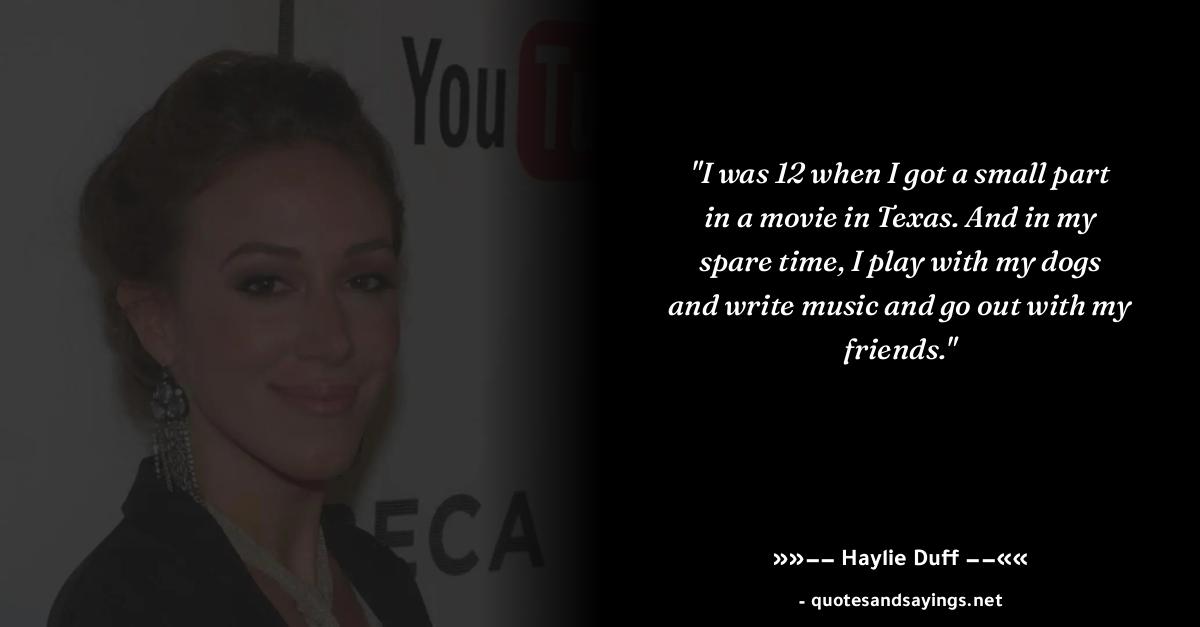 YouTu
ECA
"I was 12 when I got a small part
in a movie in Texas. And in my
spare time, I play with my dogs
and write music and go out with my
friends."
»»–– Haylie Duff ––««
- quotesandsayings.net